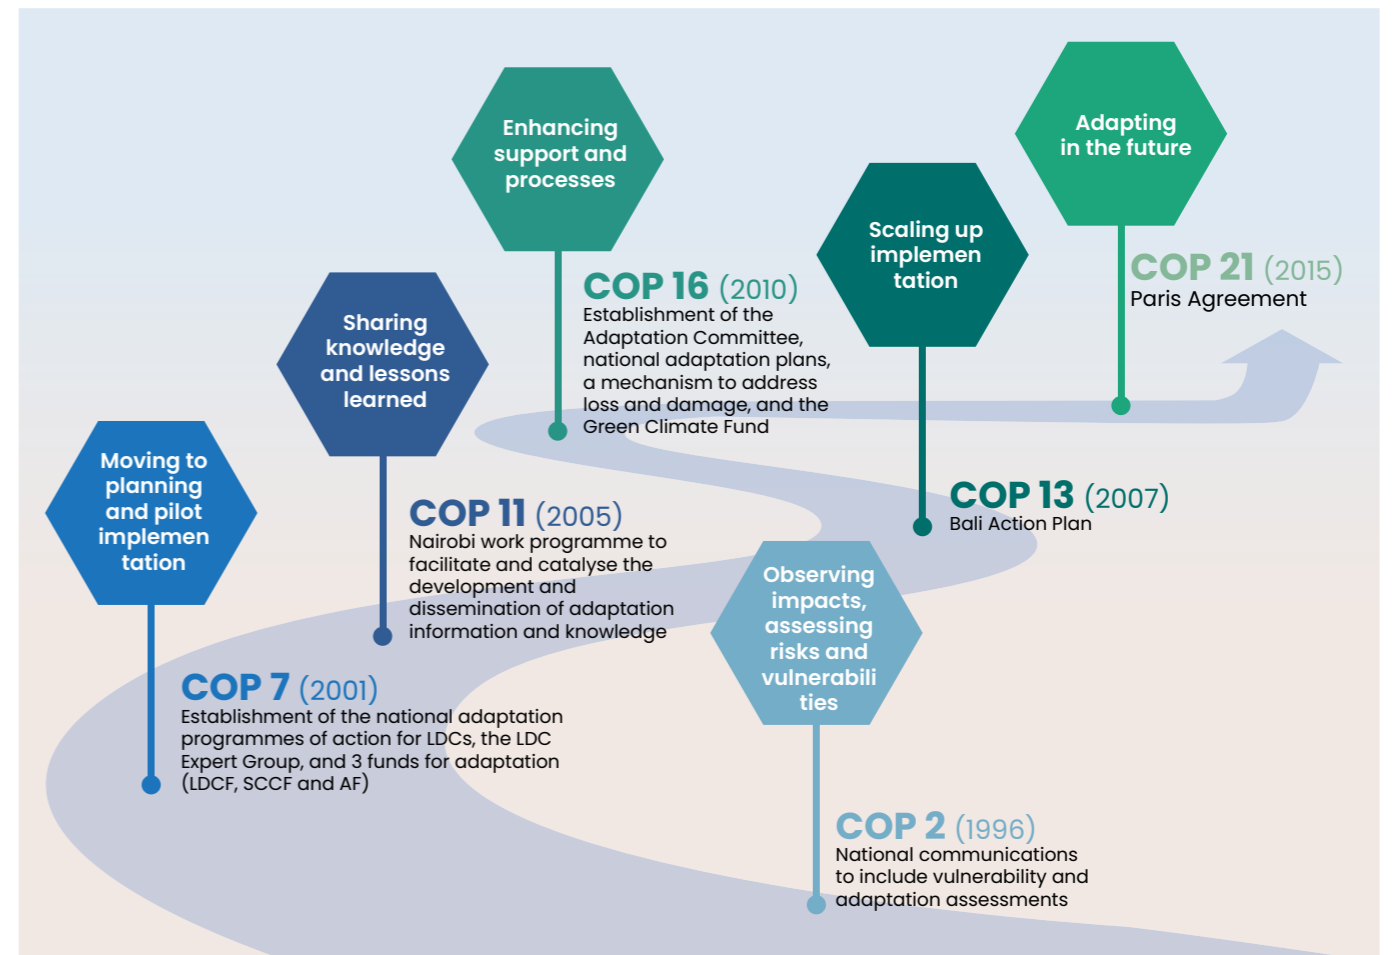 Enhancing
support and
processes
COP 16 (2010)
Establishment of the
Adaptation Committee,
national adaptation plans,
a mechanism to address
loss and damage, and the
Green Climate Fund
Adapting
in the future
COP 21 (2015)
Paris Agreement
Scaling up
implemen
tation
COP 13 (2007)
Bali Action Plan
Sharing
knowledge
and lessons
learned
COP 11 (2005)
Nairobi work programme to
facilitate and catalyse the
development and
dissemination of adaptation
information and knowledge
Moving to
planning
and pilot
implemen
tation
COP 7 (2001)
Establishment of the national adaptation
programmes of action for LDCs, the LDC
Expert Group, and 3 funds for adaptation
(LDCF, SCCF and AF)
Observing
impacts,
assessing
risks and
vulnerabili
ties
COP 2 (1996)
National communications
to include vulnerability and
adaptation assessments